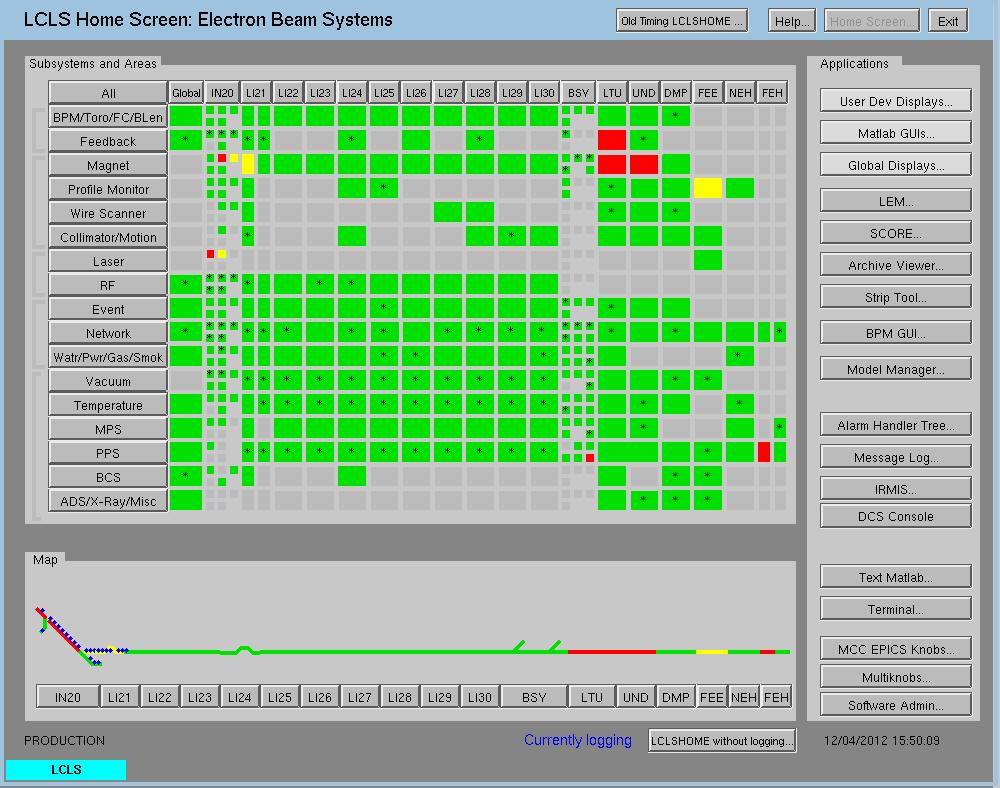 LCLS Home Screen: Electron Beam Systems
Old Timing LCLSHOME ...
Help...
Home Screen...
Exit
Subsystems and Areas
All Global IN20 LI21 LI22 LI23 LI24 LI25 LI26 LI27 LI28 LI29 LI30 BSY LTU UND DMP FEE NEH FEH
BPM/Toro/FC/BLen
Feedback
Magnet
Profile Monitor
Wire Scanner
Collimator/Motion
Laser
RF
Event
Network
Watr/Pwr/Gas/Smok
Vacuum
Temperature
MPS
PPS
BCS
ADS/X-Ray/Misc
Applications
User Dev Displays...
Matlab GUIs...
Global Displays...
LEM...
SCORE...
Archive Viewer...
Strip Tool...
BPM GUI...
Model Manager...
Alarm Handler Tree...
Message Log...
IRMIS...
DCS Console
Text Matlab...
Terminal...
MCC EPICS Knobs...
Multiknobs...
Software Admin...
Map
IN20 LI21 LI22 LI23 LI24 LI25 LI26 LI27 LI28 LI29 LI30 BSY LTU UND DMP FEE NEH FEH
PRODUCTION
Currently logging
LCLSHOME without logging...
12/04/2012 15:50:09
LCLS